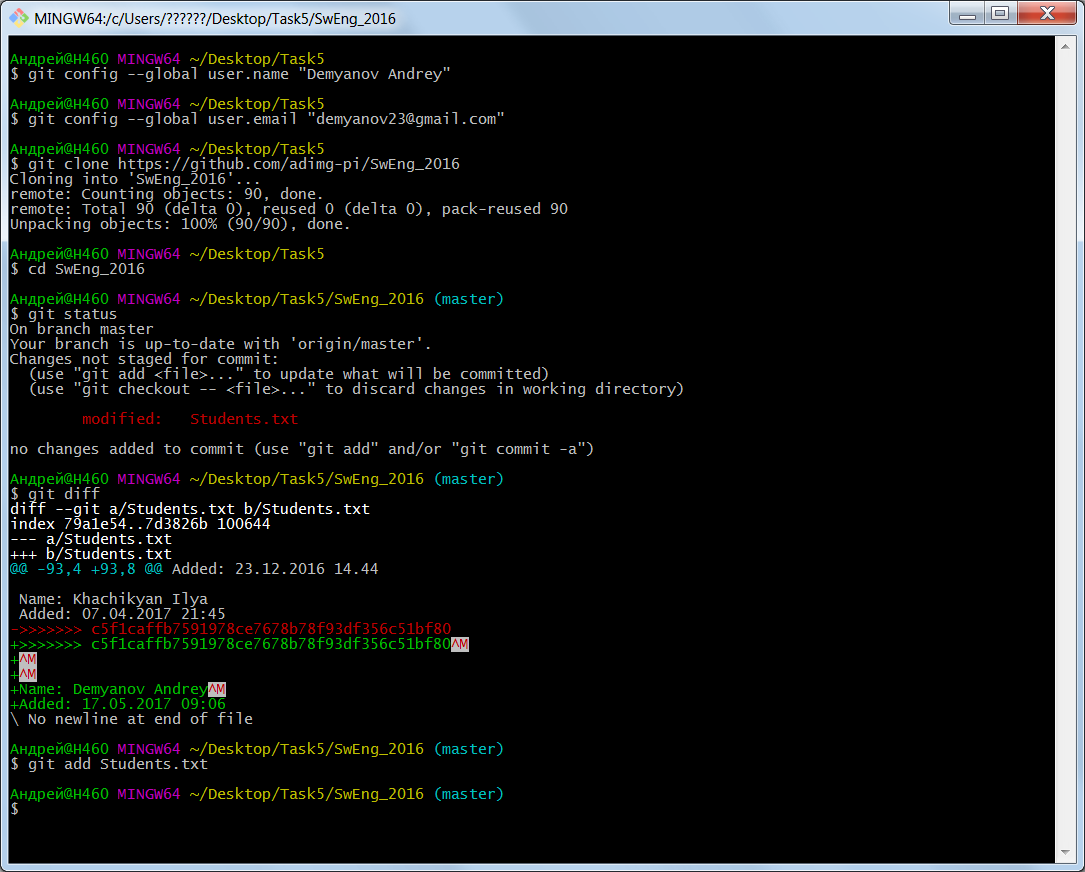 MINGW64:/c/Users/??????/Desktop/Task5/SwEng_2016
Андрей@H460 MINGW64 ~/Desktop/Task5
$ git config --global user.name "Demyanov Andrey"
Андрей@H460 MINGW64 ~/Desktop/Task5
$ git config --global user.email "demyanov23@gmail.com"
Андрей@H460 MINGW64 ~/Desktop/Task5
$ git clone https://github.com/adimg-pi/SwEng_2016
Cloning into 'SwEng_2016'...
remote: Counting objects: 90, done.
remote: Total 90 (delta 0), reused 0 (delta 0), pack-reused 90
Unpacking objects: 100% (90/90), done.
Андрей@H460 MINGW64 ~/Desktop/Task5
$ cd SwEng_2016
Андрей@H460 MINGW64 ~/Desktop/Task5/SwEng_2016 (master)
$ git status
On branch master
Your branch is up-to-date with 'origin/master'.
Changes not staged for commit:
  (use "git add <file>..." to update what will be committed)
  (use "git checkout -- <file>..." to discard changes in working directory)
        modified:   Students.txt
no changes added to commit (use "git add" and/or "git commit -a")
Андрей@H460 MINGW64 ~/Desktop/Task5/SwEng_2016 (master)
$ git diff
diff --git a/Students.txt b/Students.txt
index 79a1e54..7d3826b 100644
--- a/Students.txt
+++ b/Students.txt
@@ -93,4 +93,8 @@ Added: 23.12.2016 14.44
 Name: Khachikyan Ilya
 Added: 07.04.2017 21:45
->>>>>>> c5f1caffb7591978ce7678b78f93df356c51bf80
+>>>>>>> c5f1caffb7591978ce7678b78f93df356c51bf80^M
+^M
+^M
+Name: Demyanov Andrey^M
+Added: 17.05.2017 09:06
\ No newline at end of file
Андрей@H460 MINGW64 ~/Desktop/Task5/SwEng_2016 (master)
$ git add Students.txt
Андрей@H460 MINGW64 ~/Desktop/Task5/SwEng_2016 (master)
$